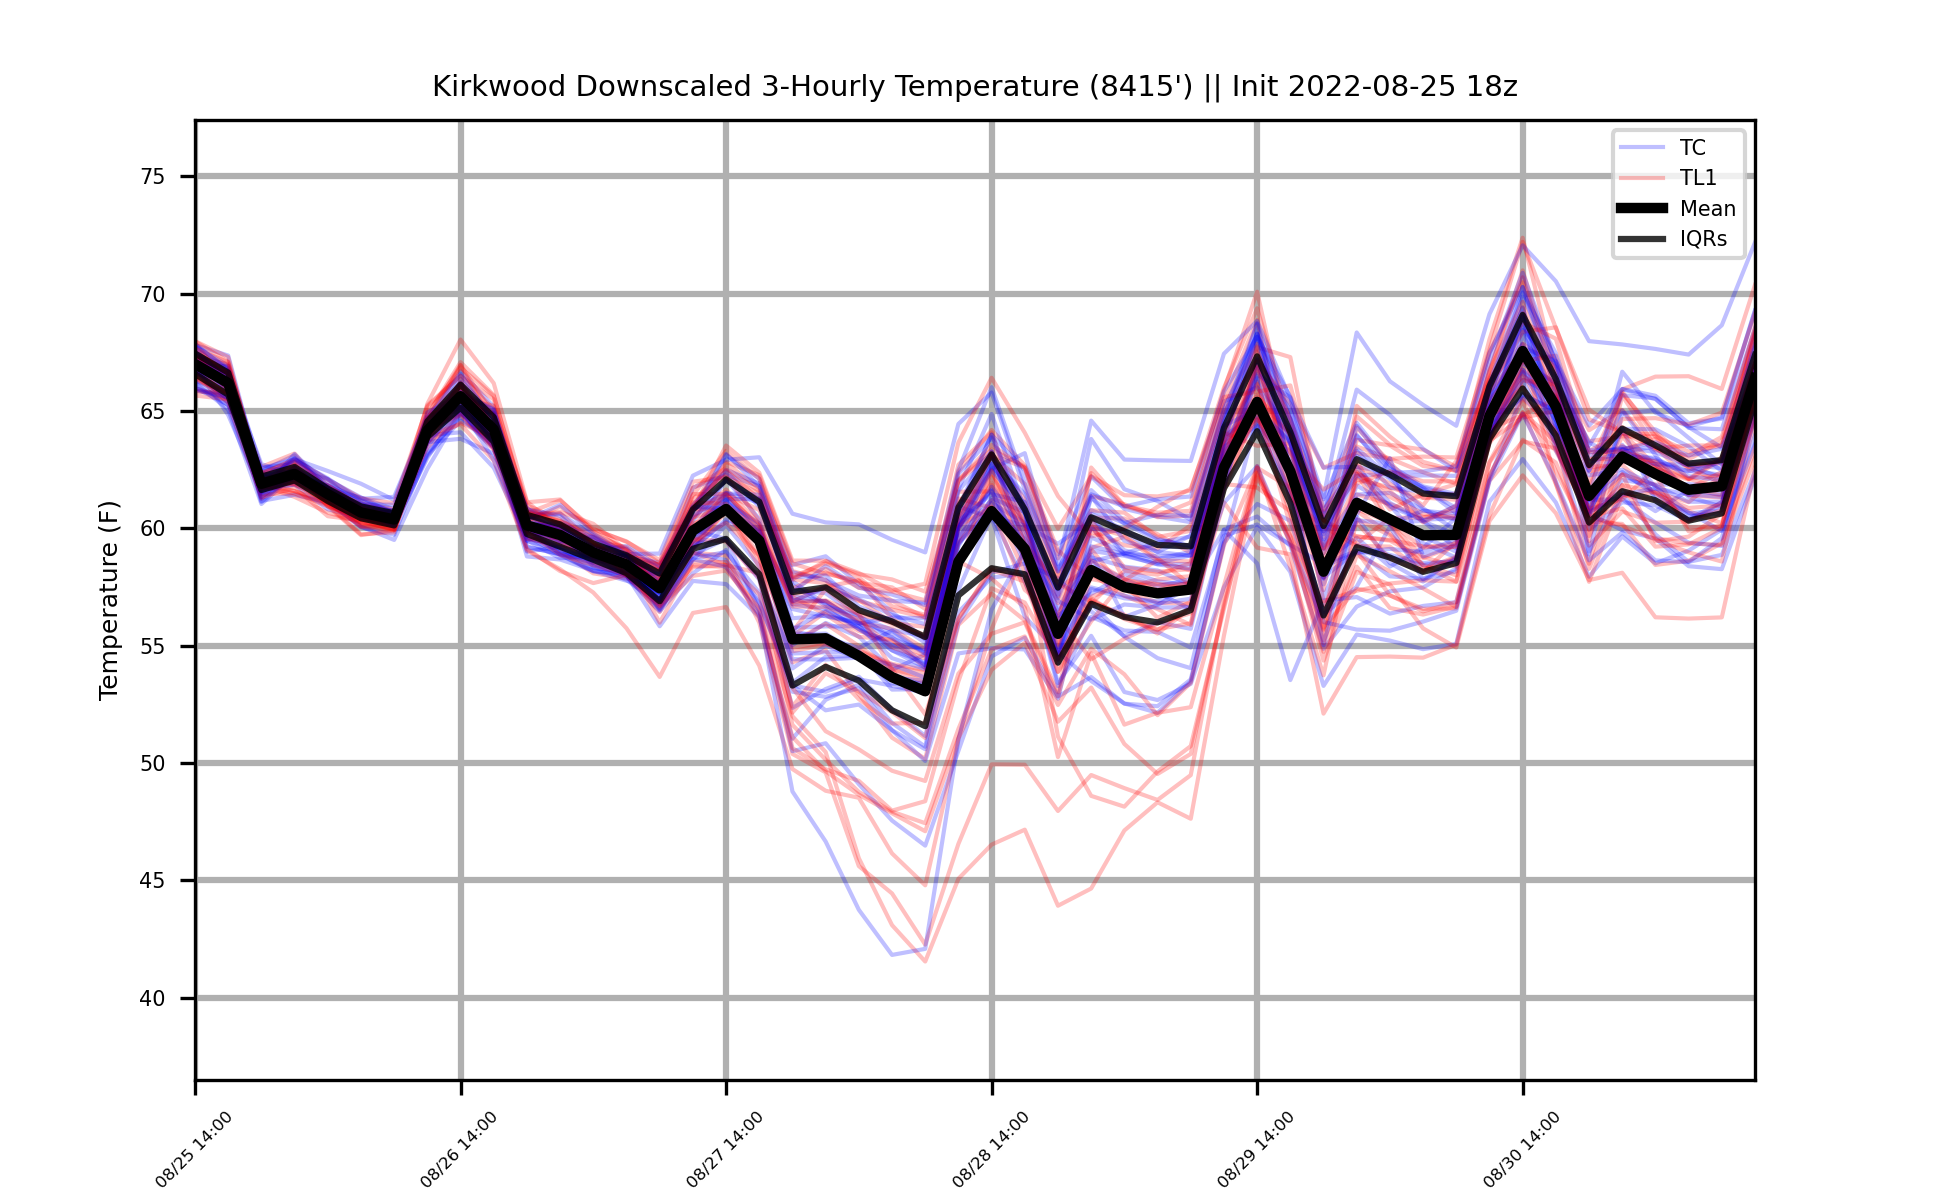 Kirkwood Downscaled 3-Hourly Temperature (8415') || Init 2022-08-25 18z
TC
TL1
Mean
IQRs
Temperature (F)
75
70
65
60
55
50
45
40
08/25 14:00
08/26 14:00
08/27 14:00
08/28 14:00
08/29 14:00
08/30 14:00